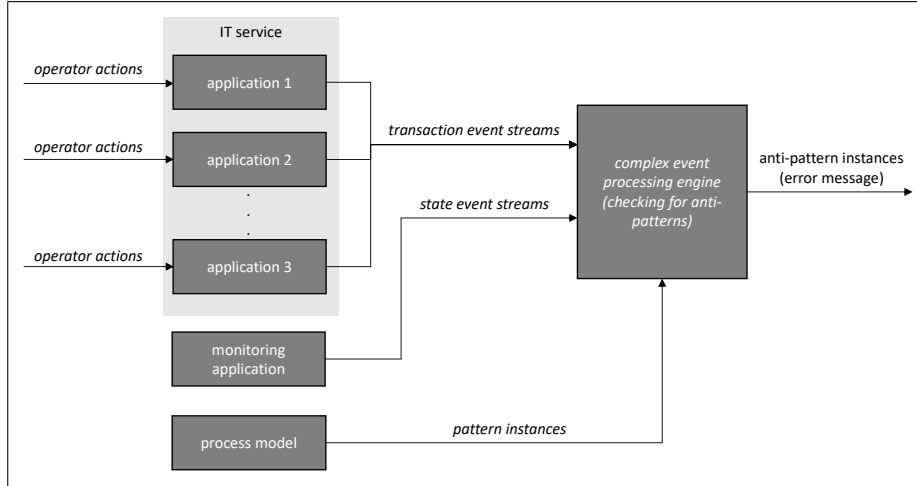 IT service
operator actions
application 1
operator actions
application 2
.
.
.
operator actions
application 3
transaction event streams
state event streams
complex event
processing engine
(checking for anti-
patterns)
anti-pattern instances
(error message)
monitoring
application
process model
pattern instances